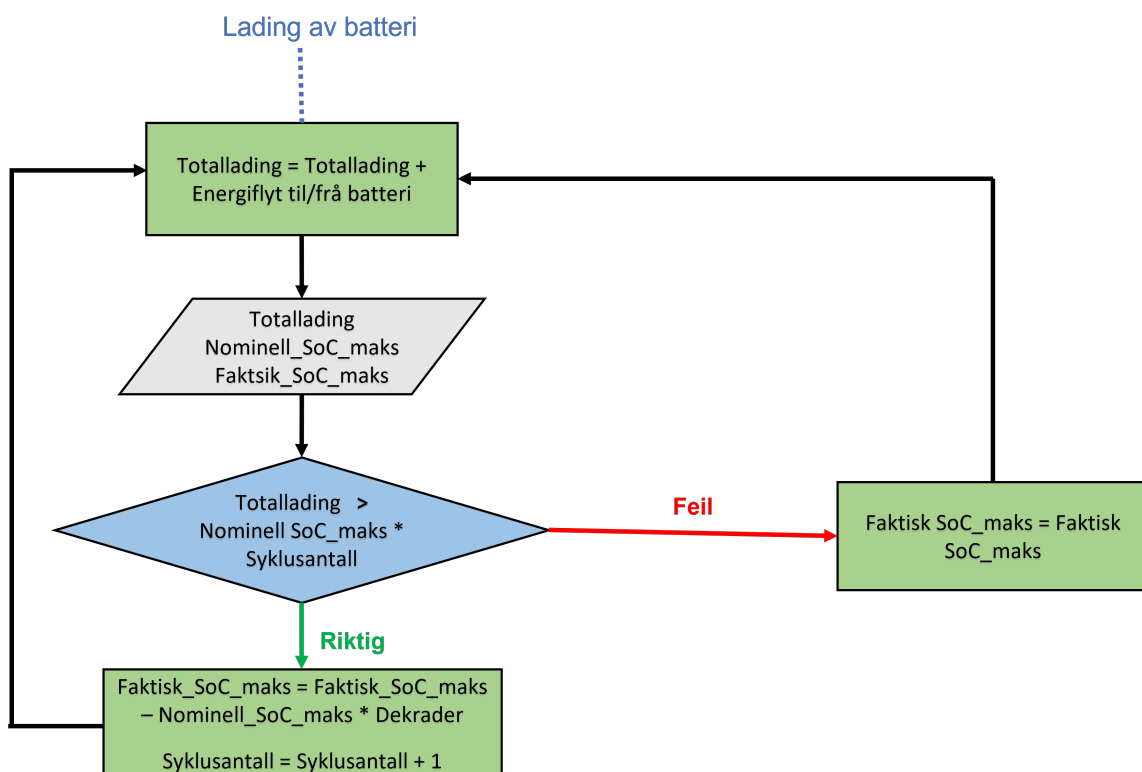 Lading av batteri
Totallading = Totallading +
Energiflyt til/frå batteri
Totallading
Nominell_SoC_maks
Faktsik_SoC_maks
Totallading >
Nominell SoC_maks *
Syklusantall
Feil
Faktisk SoC_maks = Faktisk
SoC_maks
Riktig
Faktisk_SoC_maks = Faktisk_SoC_maks
– Nominell_SoC_maks * Dekrader
Syklusantall = Syklusantall + 1